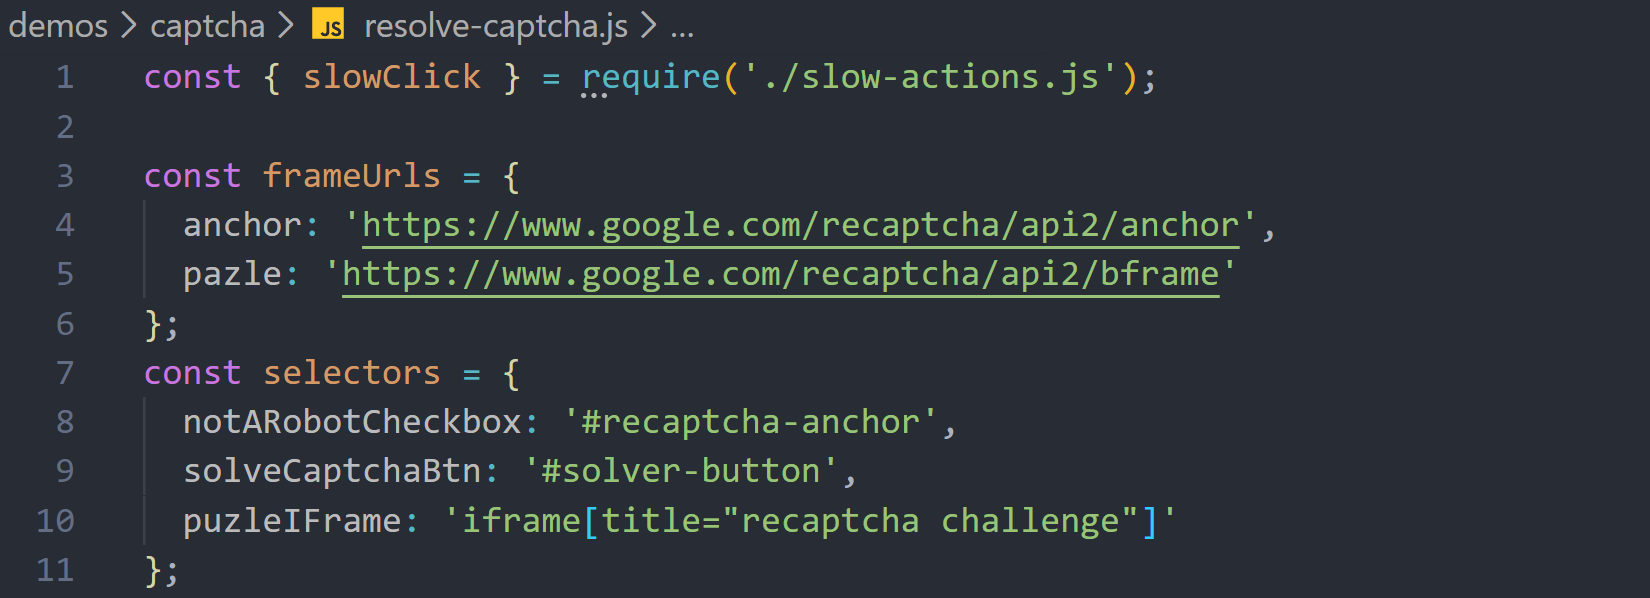 demos > captcha > JS resolve-captcha.js > ...
1 const { slowClick } = require('./slow-actions.js');
2
3 const frameUrls = {
4 anchor: 'https://www.google.com/recaptcha/api2/anchor',
5 pazle: 'https://www.google.com/recaptcha/api2/bframe'
6 };
7 const selectors = {
8 notARobotCheckbox: '#recaptcha-anchor',
9 solveCaptchaBtn: '#solver-button',
10 puzleIFrame: 'iframe[title="recaptcha challenge"]'
11 };